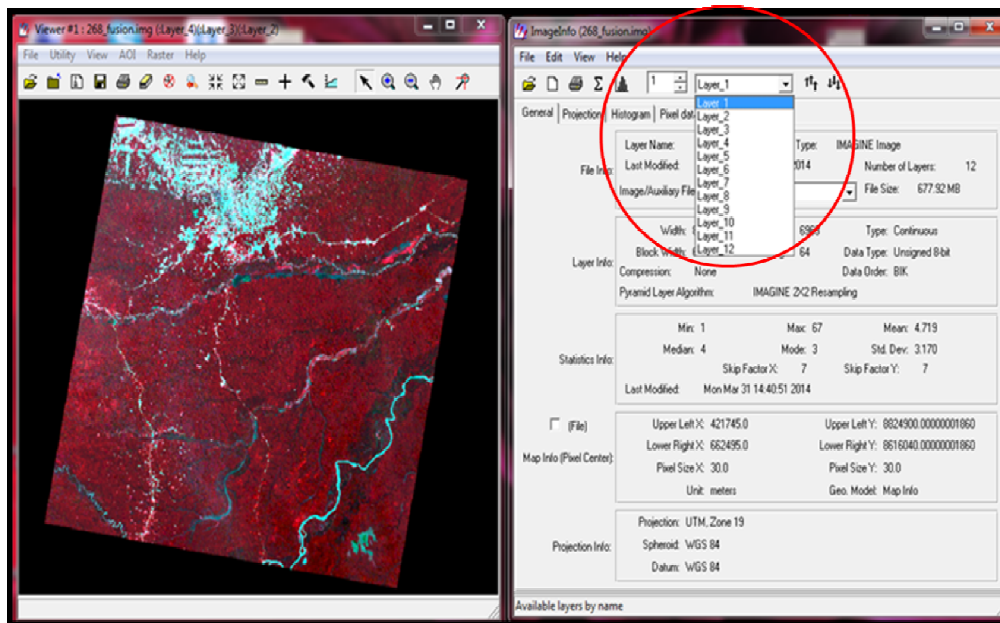 Viewer #1 : 268_fusion.img (:Layer_4)(:Layer_3)(:Layer_2)
File Utility View AOI Raster Help
ImageInfo (268_fusion.img)
File Edit View Help
1 Layer_1
Layer_1
Layer_2
Layer_3
Layer_4
Layer_5
Layer_6
Layer_7
Layer_8
Layer_9
Layer_10
Layer_11
Layer_12
General Projection Histogram Pixel dat
File Info:
Layer Name: Type: IMAGINE Image
Last Modified: 2014 Number of Layers: 12
Image/Auxiliary File File Size: 677.92 MB
Layer Info:
Width: Type: Continuous
Block Width: 64 Data Type: Unsigned 8-bit
Compression: None Data Order: BIK
Pyramid Layer Algorithm: IMAGINE 2X2 Resampling
Statistics Info:
Min: 1 Max: 67 Mean: 4.719
Median: 4 Mode: 3 Std. Dev: 3.170
Skip Factor X: 7 Skip Factor Y: 7
Last Modified: Mon Mar 31 14:40:51 2014
(File)
Map Info (Pixel Center):
Upper Left X: 421745.0 Upper Left Y: 8824900.00000001860
Lower Right X: 662495.0 Lower Right Y: 8616040.00000001860
Pixel Size X: 30.0 Pixel Size Y: 30.0
Unit: meters Geo. Model: Map Info
Projection Info:
Projection: UTM, Zone 19
Spheroid: WGS 84
Datum: WGS 84
Available layers by name